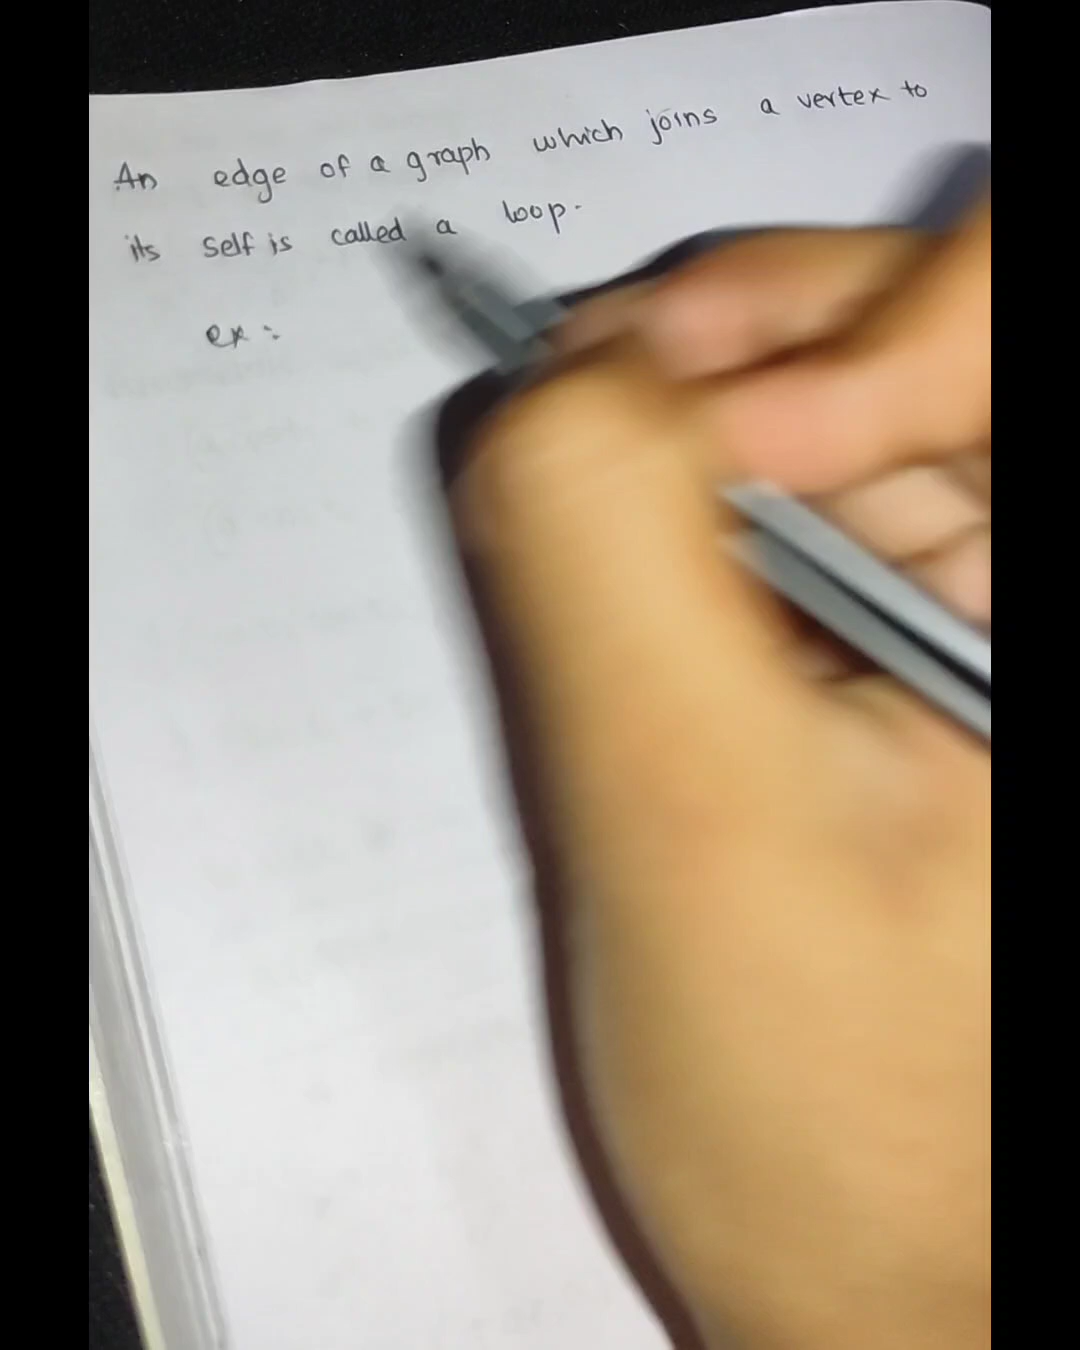 An edge of a graph which joins a vertex to
its self is called a loop.
ex :